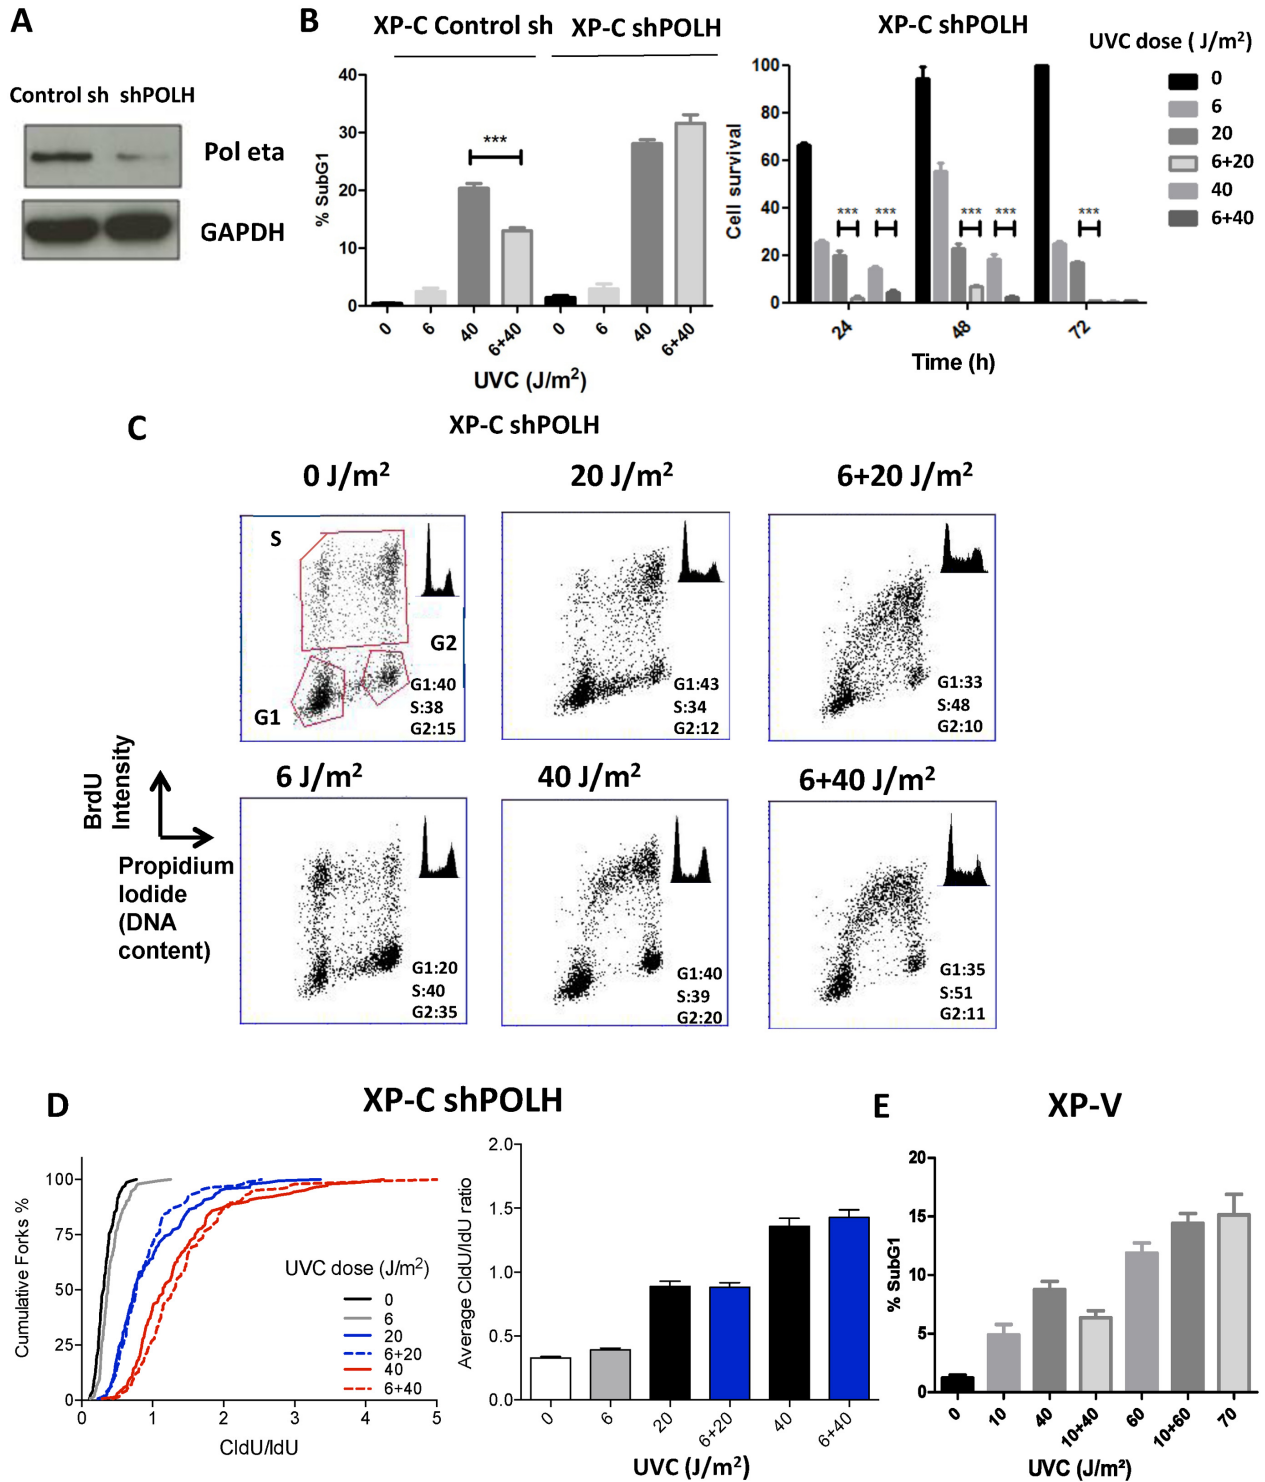 A
Control sh shPOLH
Pol eta
GAPDH
B
XP-C Control sh XP-C shPOLH
% SubG1
40
30
20
10
0
***
0 6 40 6+40 0 6 40 6+40
UVC (J/m²)
XP-C shPOLH
Cell survival
100
80
60
40
20
0
*** *** *** *** ***
24 48 72
Time (h)
UVC dose ( J/m²)
0
6
20
6+20
40
6+40
C
XP-C shPOLH
0 J/m² 20 J/m² 6+20 J/m²
S
G2
G1
G1:40
S:38
G2:15
G1:43
S:34
G2:12
G1:33
S:48
G2:10
6 J/m² 40 J/m² 6+40 J/m²
G1:20
S:40
G2:35
G1:40
S:39
G2:20
G1:35
S:51
G2:11
BrdU
Intensity
Propidium
Iodide
(DNA
content)
D
XP-C shPOLH
Cumulative Forks %
100
75
50
25
0
0 1 2 3 4 5
CldU/IdU
UVC dose (J/m²)
0
6
20
6+20
40
6+40
Average CldU/IdU ratio
2.0
1.5
1.0
0.5
0.0
0 6 20 6+20 40 6+40
UVC (J/m²)
E
XP-V
% SubG1
20
15
10
5
0
0 10 40 10+40 60 10+60 70
UVC (J/m²)